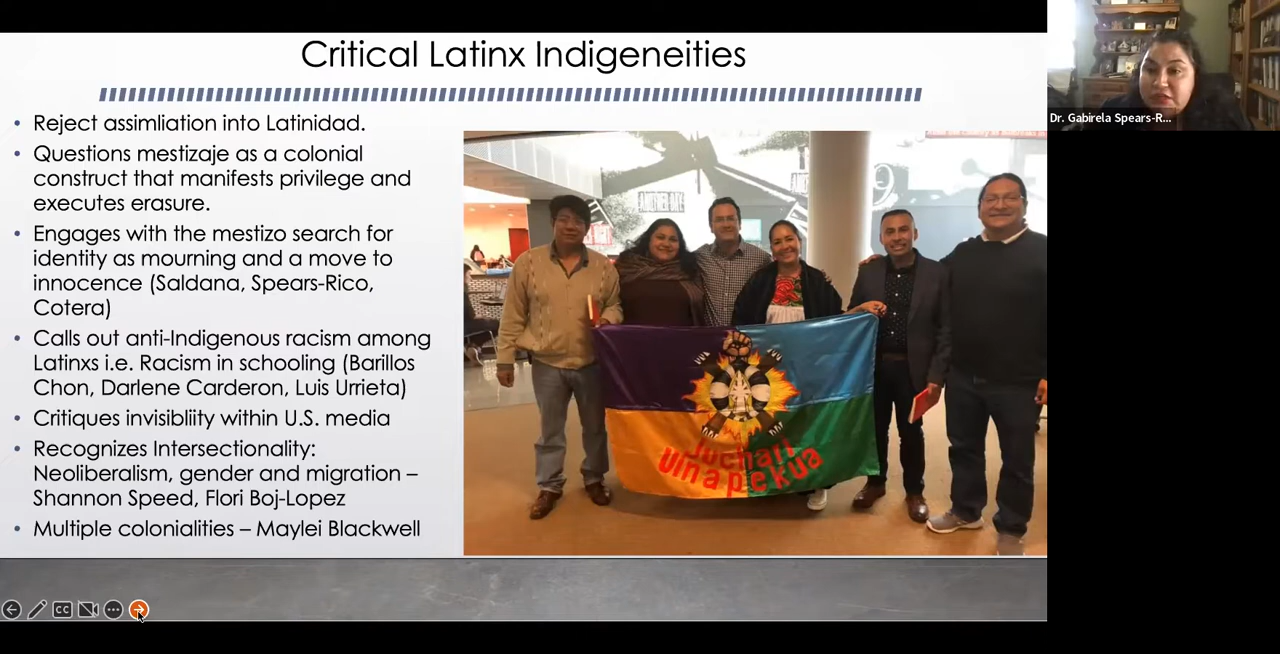 Critical Latinx Indigeneities
Reject assimliation into Latinidad.
Questions mestizaje as a colonial
construct that manifests privilege and
executes erasure.
Engages with the mestizo search for
identity as mourning and a move to
innocence (Saldana, Spears-Rico,
Cotera)
Calls out anti-Indigenous racism among
Latinxs i.e. Racism in schooling (Barillos
Chon, Darlene Carderon, Luis Urrieta)
Critiques invisibliity within U.S. media
Recognizes Intersectionality:
Neoliberalism, gender and migration –
Shannon Speed, Flori Boj-Lopez
Multiple colonialities – Maylei Blackwell
ANOTHER DAY
Juchari
Uinapekua
Dr. Gabirela Spears-R...
CC